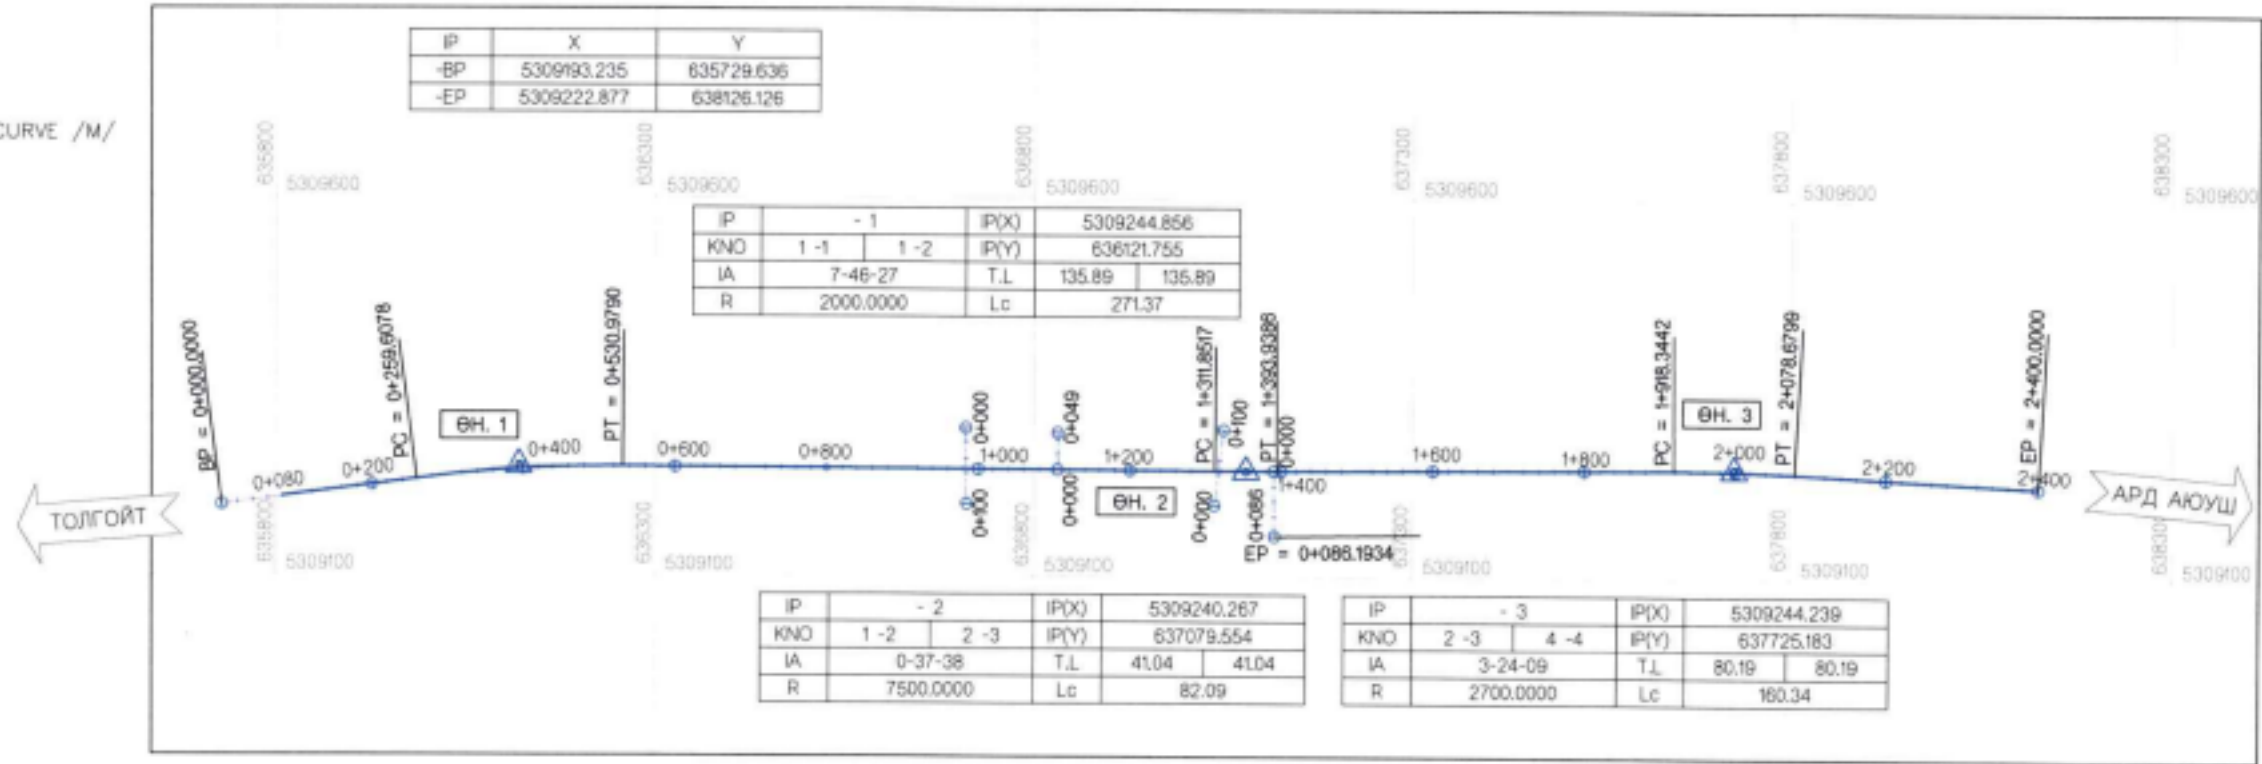 IP X Y
-BP 5309193.235 635729.636
-EP 5309222.877 638126.126
CURVE /M/
635800 636300 636800 637300 637800 638300
5309600 5309600 5309600 5309600 5309600 5309600
IP - 1 IP(X) 5309244.856
KNO 1 -1 1 -2 IP(Y) 636121.755
IA 7-46-27 T.L 135.89 135.89
R 2000.0000 Lc 271.37
BP = 0+000.0000
PC = 0+259.6078
PT = 0+530.9790
PC = 1+311.8517
PT = 1+393.9386
PC = 1+918.3442
PT = 2+078.6799
EP = 2+400.0000
ӨН. 1
ӨН. 3
0+000 0+049 0+100 0+000
0+080 0+200 0+400 0+600 0+800 1+000 1+200 1+400 1+600 1+800 2+000 2+200 2+400
ТОЛГОЙТ
АРД АЮУШ
0+100 0+000 ӨН. 2 0+000 0+086
EP = 0+086.1934
635800 636300 636800 637300 637800 638300
5309100 5309100 5309100 5309100 5309100 5309100
IP - 2 IP(X) 5309240.267
KNO 1 -2 2 -3 IP(Y) 637079.554
IA 0-37-38 T.L 41.04 41.04
R 7500.0000 Lc 82.09
IP - 3 IP(X) 5309244.239
KNO 2 -3 4 -4 IP(Y) 637725.183
IA 3-24-09 T.L 80.19 80.19
R 2700.0000 Lc 160.34